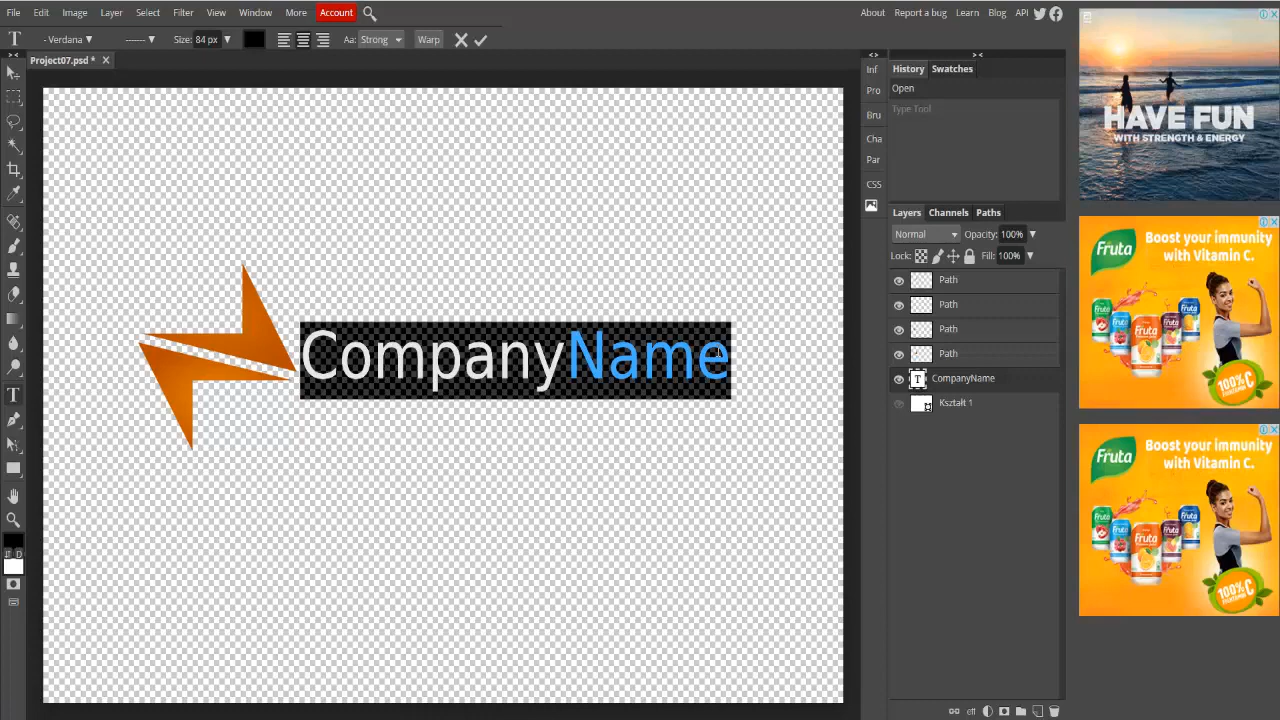 File Edit Image Layer Select Filter View Window More Account About Report a bug Learn Blog API
T - Verdana ▼ ------- ▼ Size: 84 px ▼ Aa: Strong Warp
Project07.psd *
CompanyName
Inf
Pro
Bru
Cha
Par
CSS
History Swatches
Open
Type Tool
Layers Channels Paths
Normal Opacity: 100% ▼
Lock: Fill: 100% ▼
Path
Path
Path
Path
T CompanyName
Kształt 1
eff
D
HAVE FUN
WITH STRENGTH & ENERGY
Fruta Boost your immunity
with Vitamin C.
100% C
Fruta Boost your immunity
with Vitamin C.
100% C